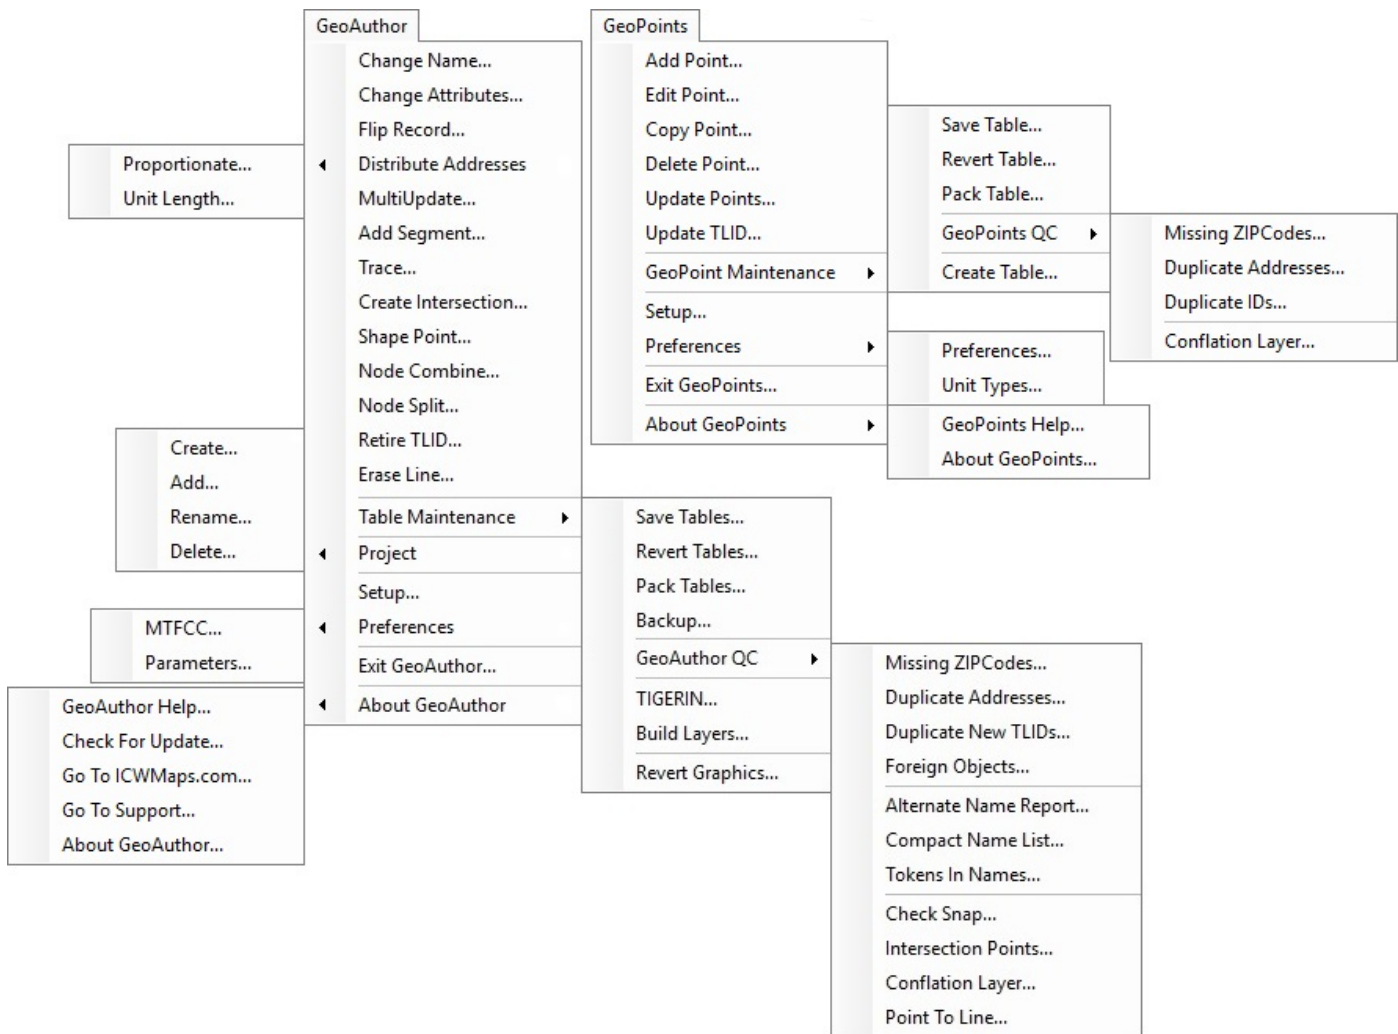 GeoAuthor
Change Name...
Change Attributes...
Flip Record...
Distribute Addresses
MultiUpdate...
Add Segment...
Trace...
Create Intersection...
Shape Point...
Node Combine...
Node Split...
Retire TLID...
Erase Line...
Table Maintenance
Project
Setup...
Preferences
Exit GeoAuthor...
About GeoAuthor
Proportionate...
Unit Length...
Create...
Add...
Rename...
Delete...
MTFCC...
Parameters...
GeoAuthor Help...
Check For Update...
Go To ICWMaps.com...
Go To Support...
About GeoAuthor...
Save Tables...
Revert Tables...
Pack Tables...
Backup...
GeoAuthor QC
TIGERIN...
Build Layers...
Revert Graphics...
Missing ZIPCodes...
Duplicate Addresses...
Duplicate New TLIDs...
Foreign Objects...
Alternate Name Report...
Compact Name List...
Tokens In Names...
Check Snap...
Intersection Points...
Conflation Layer...
Point To Line...
GeoPoints
Add Point...
Edit Point...
Copy Point...
Delete Point...
Update Points...
Update TLID...
GeoPoint Maintenance
Setup...
Preferences
Exit GeoPoints...
About GeoPoints
Save Table...
Revert Table...
Pack Table...
GeoPoints QC
Create Table...
Missing ZIPCodes...
Duplicate Addresses...
Duplicate IDs...
Conflation Layer...
Preferences...
Unit Types...
GeoPoints Help...
About GeoPoints...